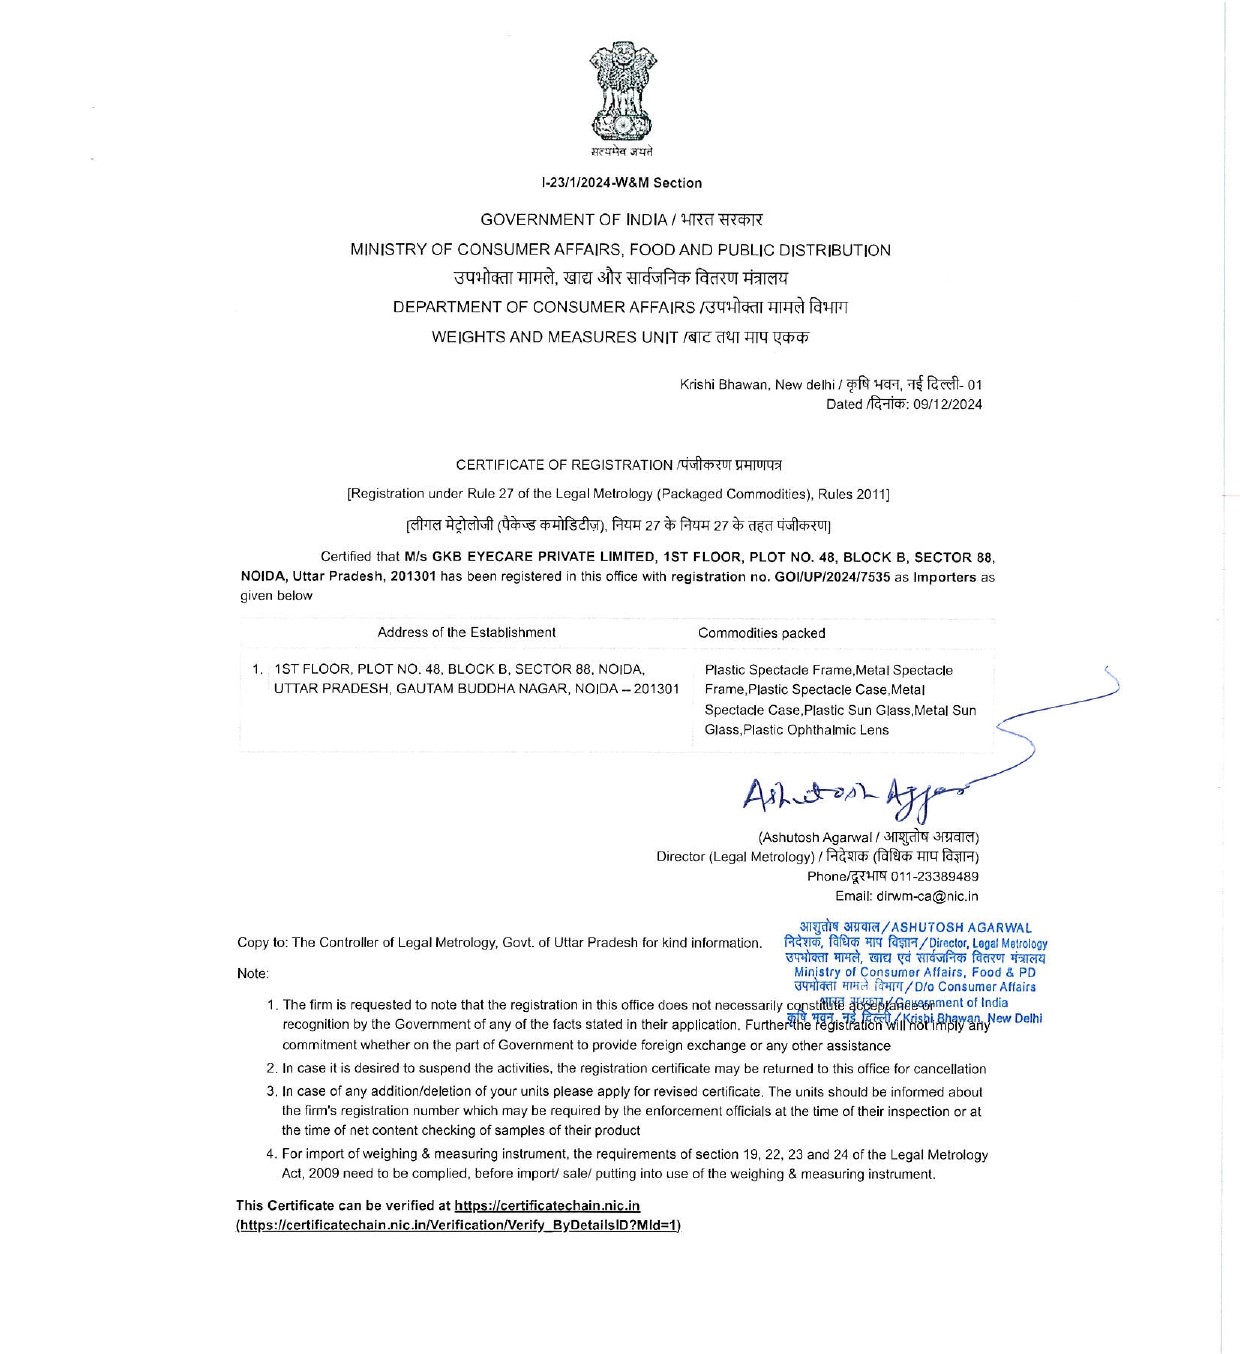 सत्यमेव जयते
I-23/1/2024-W&M Section
GOVERNMENT OF INDIA / भारत सरकार
MINISTRY OF CONSUMER AFFAIRS, FOOD AND PUBLIC DISTRIBUTION
उपभोक्ता मामले, खाद्य और सार्वजनिक वितरण मंत्रालय
DEPARTMENT OF CONSUMER AFFAIRS /उपभोक्ता मामले विभाग
WEIGHTS AND MEASURES UNIT /बाट तथा माप एकक
Krishi Bhawan, New delhi / कृषि भवन, नई दिल्ली- 01
Dated /दिनांक: 09/12/2024
CERTIFICATE OF REGISTRATION /पंजीकरण प्रमाणपत्र
[Registration under Rule 27 of the Legal Metrology (Packaged Commodities), Rules 2011]
[लीगल मेट्रोलोजी (पैकेज्ड कमोडिटीज़), नियम 27 के नियम 27 के तहत पंजीकरण]
Certified that M/s GKB EYECARE PRIVATE LIMITED, 1ST FLOOR, PLOT NO. 48, BLOCK B, SECTOR 88,
NOIDA, Uttar Pradesh, 201301 has been registered in this office with registration no. GOI/UP/2024/7535 as Importers as
given below
Address of the Establishment
Commodities packed
1. 1ST FLOOR, PLOT NO. 48, BLOCK B, SECTOR 88, NOIDA,
UTTAR PRADESH, GAUTAM BUDDHA NAGAR, NOIDA – 201301
Plastic Spectacle Frame,Metal Spectacle
Frame,Plastic Spectacle Case,Metal
Spectacle Case,Plastic Sun Glass,Metal Sun
Glass,Plastic Ophthalmic Lens
Ashutosh
(Ashutosh Agarwal / आशुतोष अग्रवाल)
Director (Legal Metrology) / निदेशक (विधिक माप विज्ञान)
Phone/दूरभाष 011-23389489
Email: dirwm-ca@nic.in
आशुतोष अग्रवाल/ASHUTOSH AGARWAL
निदेशक, विधिक माप विज्ञान/Director, Legal Metrology
उपभोक्ता मामले, खाद्य एवं सार्वजनिक वितरण मंत्रालय
Ministry of Consumer Affairs, Food & PD
उपभोक्ता मामले विभाग/D/o Consumer Affairs
भारत सरकार/Government of India
कृषि भवन, नई दिल्ली/Krishi Bhawan, New Delhi
Copy to: The Controller of Legal Metrology, Govt. of Uttar Pradesh for kind information.
Note:
1. The firm is requested to note that the registration in this office does not necessarily constitute acceptance or
recognition by the Government of any of the facts stated in their application. Further the registration will not imply any
commitment whether on the part of Government to provide foreign exchange or any other assistance
2. In case it is desired to suspend the activities, the registration certificate may be returned to this office for cancellation
3. In case of any addition/deletion of your units please apply for revised certificate. The units should be informed about
the firm's registration number which may be required by the enforcement officials at the time of their inspection or at
the time of net content checking of samples of their product
4. For import of weighing & measuring instrument, the requirements of section 19, 22, 23 and 24 of the Legal Metrology
Act, 2009 need to be complied, before import/ sale/ putting into use of the weighing & measuring instrument.
This Certificate can be verified at https://certificatechain.nic.in
(https://certificatechain.nic.in/Verification/Verify_ByDetailsID?MId=1)